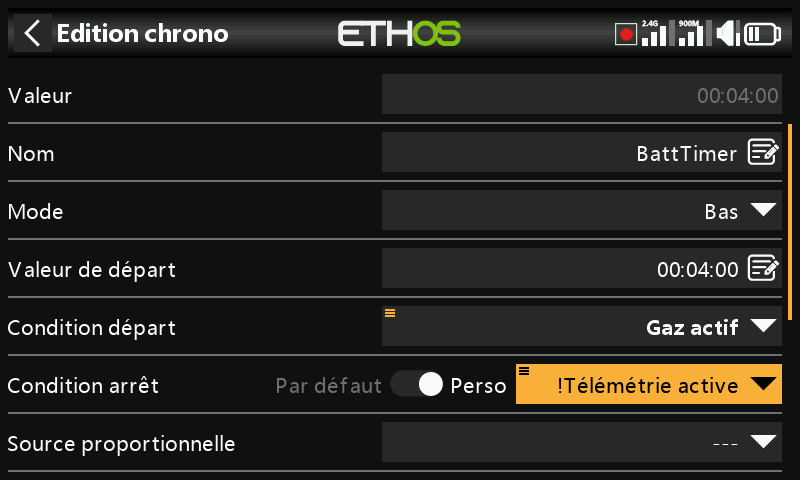 Edition chrono
ETHOS
2.4G
900M
Valeur
00:04:00
Nom
BattTimer
Mode
Bas
Valeur de départ
00:04:00
Condition départ
Gaz actif
Condition arrêt
Par défaut
Perso
!Télémétrie active
Source proportionnelle
---